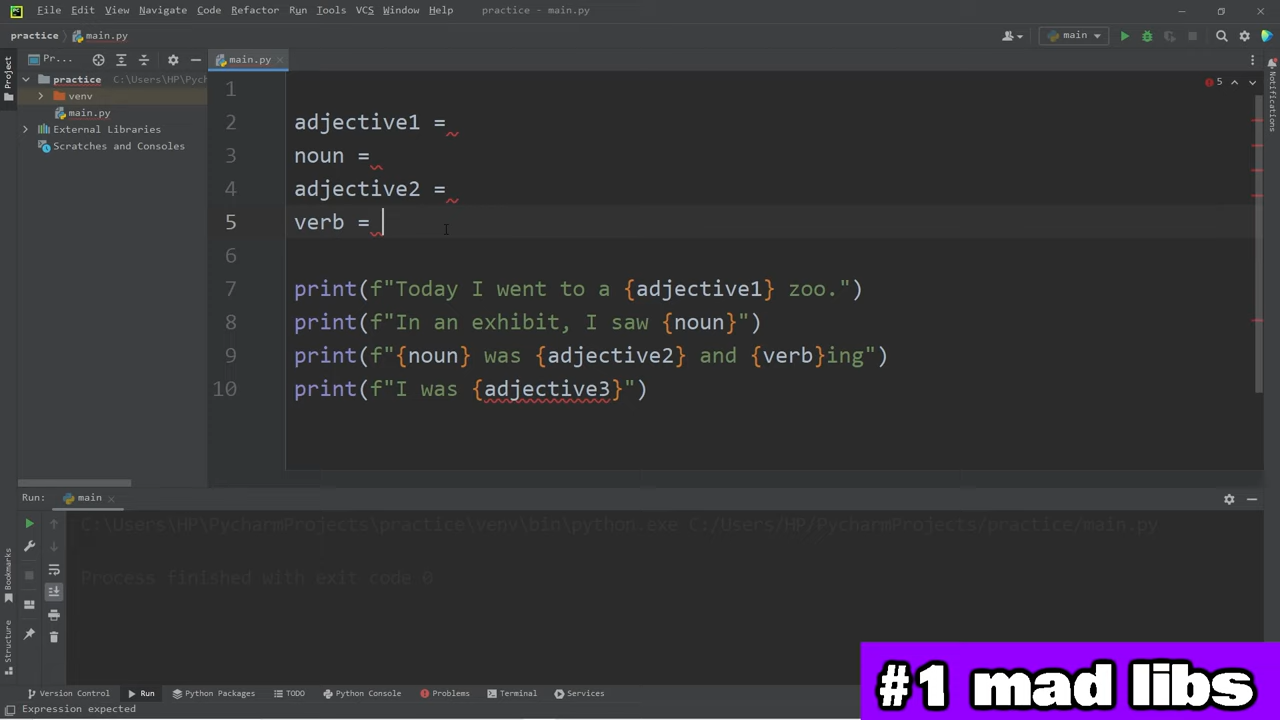 File Edit View Navigate Code Refactor Run Tools VCS Window Help practice - main.py
practice main.py main
Pr... main.py
Project
practice C:\Users\HP\Pych
venv
main.py
External Libraries
Scratches and Consoles
5
Notifications
1
2 adjective1 =
3 noun =
4 adjective2 =
5 verb =
6
7 print(f"Today I went to a {adjective1} zoo.")
8 print(f"In an exhibit, I saw {noun}")
9 print(f"{noun} was {adjective2} and {verb}ing")
10 print(f"I was {adjective3}")
Run: main
C:\Users\HP\PycharmProjects\practice\venv\bin\python.exe C:/Users/HP/PycharmProjects/practice/main.py
Process finished with exit code 0
Bookmarks
Structure
#1 mad libs
Version Control Run Python Packages TODO Python Console Problems Terminal Services
Expression expected